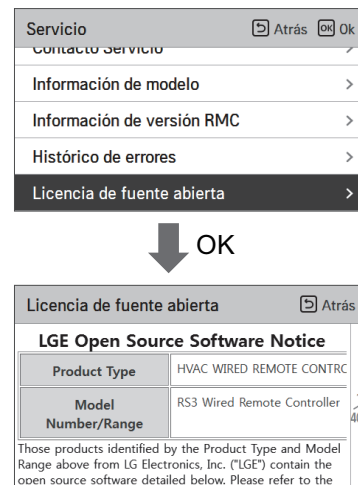 Servicio Atrás OK Ok
Contacto Servicio
Información de modelo >
Información de versión RMC >
Histórico de errores >
Licencia de fuente abierta >
OK
Licencia de fuente abierta Atrás
LGE Open Source Software Notice
Product Type HVAC WIRED REMOTE CONTRC
Model Number/Range RS3 Wired Remote Controller
Those products identified by the Product Type and Model
Range above from LG Electronics, Inc. ("LGE") contain the
open source software detailed below. Please refer to the